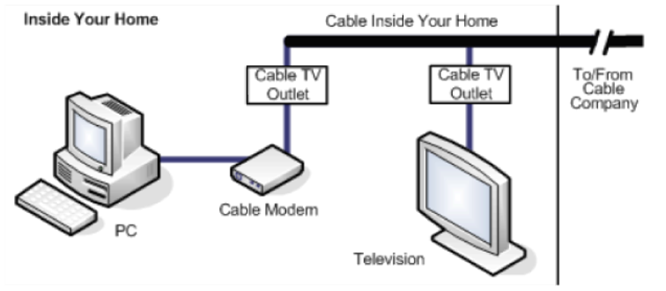 Inside Your Home
Cable Inside Your Home
Cable TV
Outlet
Cable TV
Outlet
To/From
Cable
Company
PC
Cable Modem
Television